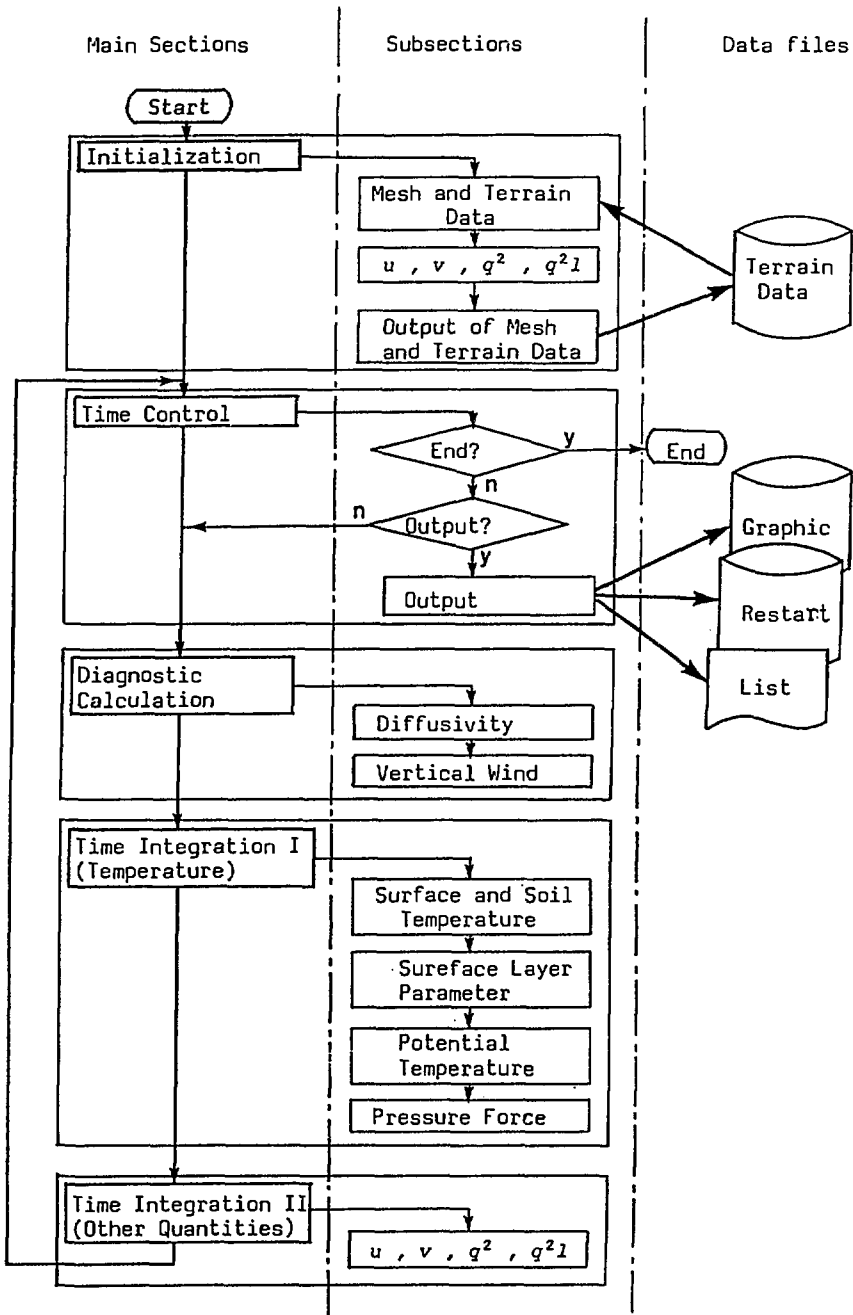 Main Sections
Subsections
Data files
Start
Initialization
Mesh and Terrain
Data
u , v , q² , q²l
Output of Mesh
and Terrain Data
Terrain
Data
Time Control
End?
y
End
n
Output?
n
y
Output
Graphic
Restart
List
Diagnostic
Calculation
Diffusivity
Vertical Wind
Time Integration I
(Temperature)
Surface and Soil
Temperature
Sureface Layer
Parameter
Potential
Temperature
Pressure Force
Time Integration II
(Other Quantities)
u , v , q² , q²l